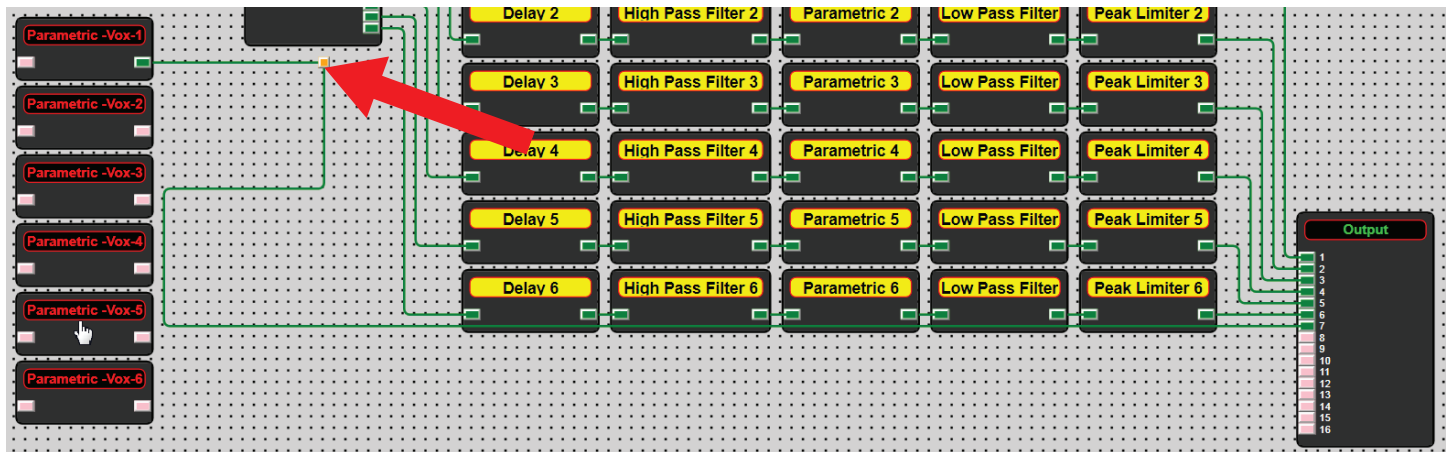 Delay 2 High Pass Filter 2 Parametric 2 Low Pass Filter Peak Limiter 2
Parametric -Vox-1
Delay 3 High Pass Filter 3 Parametric 3 Low Pass Filter Peak Limiter 3
Parametric -Vox-2
Delay 4 High Pass Filter 4 Parametric 4 Low Pass Filter Peak Limiter 4
Parametric -Vox-3
Delay 5 High Pass Filter 5 Parametric 5 Low Pass Filter Peak Limiter 5
Parametric -Vox-4
Output
1
2
3
4
5
6
7
8
9
10
11
12
13
14
15
16
Delay 6 High Pass Filter 6 Parametric 6 Low Pass Filter Peak Limiter 6
Parametric -Vox-5
Parametric -Vox-6